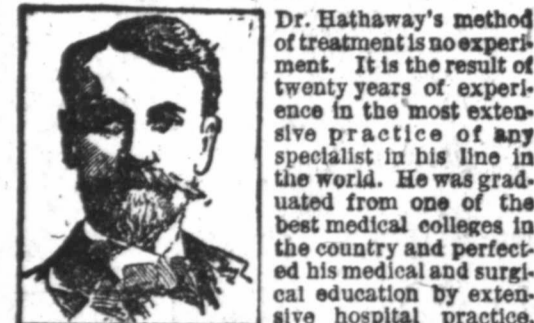 Dr. Hathaway's method
of treatment is no experi-
ment. It is the result of
twenty years of experi-
ence in the most exten-
sive practice of any
specialist in his line in
the world. He was grad-
uated from one of the
best medical colleges in
the country and perfect-
ed his medical and surgi-
cal education by exten-
sive hospital practice.